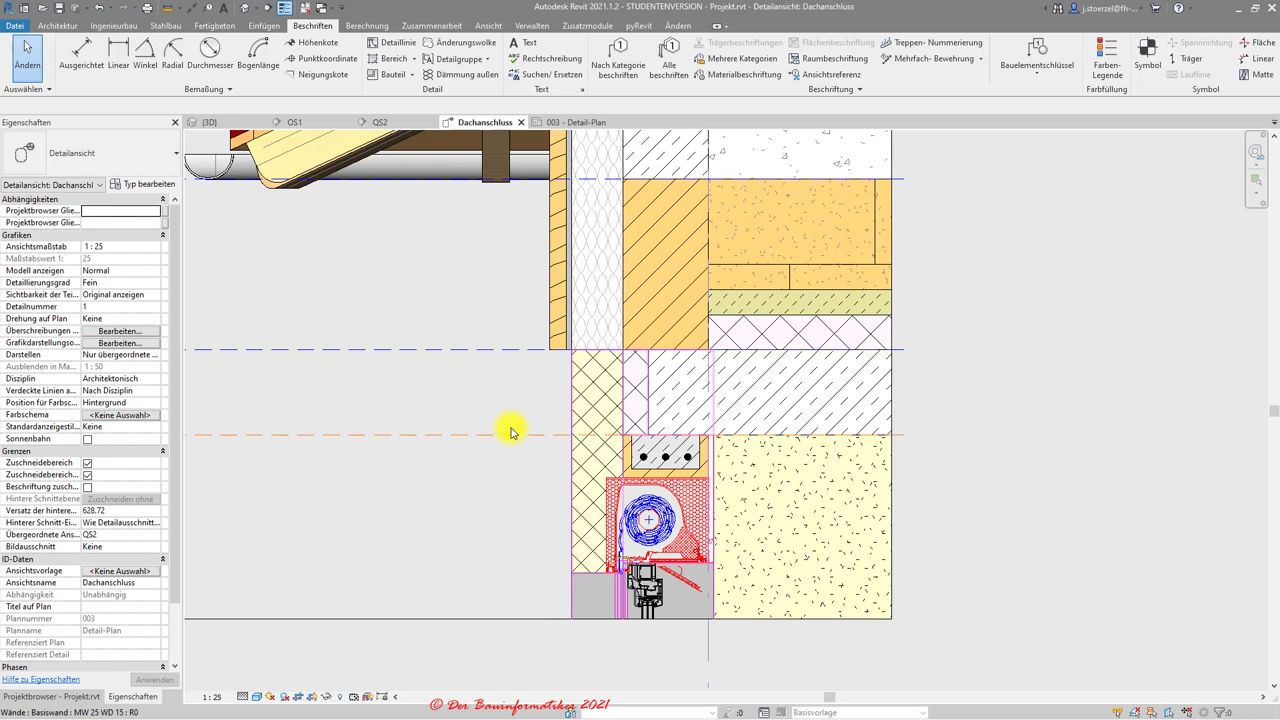 Autodesk Revit 2021.1.2 - STUDENTENVERSION - Projekt.rvt - Detailansicht: Dachanschluss
j.stoerzel@fh-...
Datei Architektur Ingenieurbau Stahlbau Fertigteile Gebäudetechnik Einfügen Beschriften Berechnung Zusammenarbeit Ansicht Verwalten Zusatzmodule pyRevit Ändern
Ändern
Ausgerichtet Linear Winkel Radial Durchmesser Bogenlänge
Höhenkote
Punktkoordinate
Neigungskote
Detaillinie
Bereich
Bauteil
Änderungswolke
Detailgruppe
Dämmung außen
Text
Rechtschreibung
Suchen/ Ersetzen
Nach Kategorie beschriften
Alle beschriften
Trägerbeschriftungen
Mehrere Kategorien
Materialbeschriftung
Flächenbeschriftung
Raumbeschriftung
Ansichtsreferenz
Treppen- Nummerierung
Mehrfach- Bewehrung
Bauelementschlüssel
Farben-Legende
Symbol
Spannrichtung
Träger
Lauflinie
Fläche
Linear
Matte
Auswählen Bemaßung Detail Text Beschriftung Farbfüllung Symbol
Eigenschaften
{3D} OS1 QS2 Dachanschluss 003 - Detail-Plan
Detailansicht
Detailansicht: Dachanschl Typ bearbeiten
Abhängigkeiten
Projektbrowser Glie...
Projektbrowser Glie...
Grafiken
Ansichtsmaßstab 1 : 25
Maßstabswert 1: 25
Modell anzeigen Normal
Detaillierungsgrad Fein
Sichtbarkeit der Tei... Original anzeigen
Detailnummer 1
Drehung auf Plan Keine
Überschreibungen ... Bearbeiten...
Grafikdarstellungso... Bearbeiten...
Darstellen Nur übergeordnete ...
Ausblenden in Ma... 1 : 50
Disziplin Architektonisch
Verdeckte Linien a... Nach Disziplin
Position für Farbsc... Hintergrund
Farbschema <Keine Auswahl>
Standardanzeigestil... Keine
Sonnenbahn
Grenzen
Zuschneidebereich
Zuschneidebereich...
Beschriftung zusch...
Hintere Schnittebene Zuschneiden ohne
Versatz der hinterer 628.72
Hinterer Schnitt-Ei... Wie Detailausschnitt...
Übergeordnete Ans... QS2
Bildausschnitt Keine
ID-Daten
Ansichtsvorlage <Keine Auswahl>
Ansichtsname Dachanschluss
Abhängigkeit Unabhängig
Titel auf Plan
Plannummer 003
Planname Detail-Plan
Referenziert Plan
Referenziert Detail
Phasen
Hilfe zu Eigenschaften Anwenden
Projektbrowser - Projekt.rvt Eigenschaften
1 : 25
© Der Bauinformatiker 2021
Wände : Basiswand : MW 25 WD 15 :0 Basisvorlage